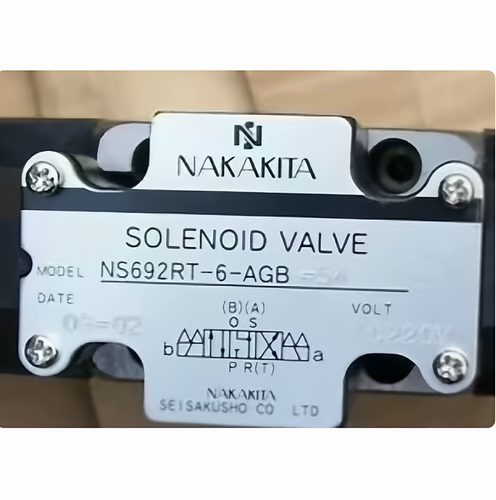 NAKAKITA
SOLENOID VALVE
MODEL NS692RT-6-AGB
DATE
VOLT
(B)(A)
O S
b a
P R(T)
NAKAKITA
SEISAKUSHO CO LTD